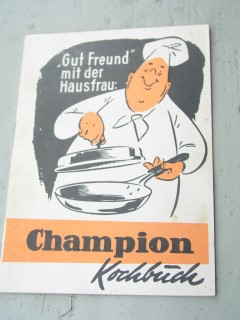 „Gut Freund"
mit der
Hausfrau:
Champion
Kochbuch